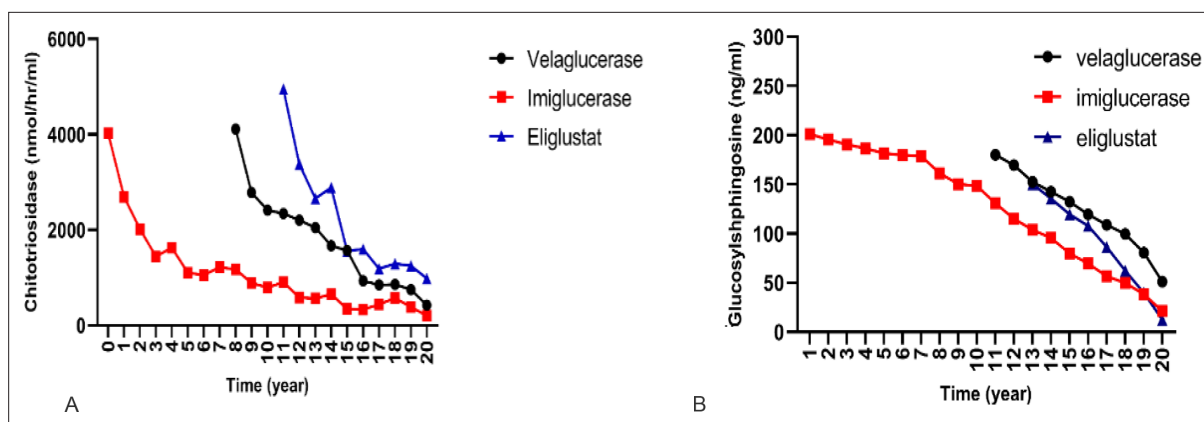 6000
4000
2000
0
Chitotriosidase (nmol/hr/ml)
0 1 2 3 4 5 6 7 8 9 10 11 12 13 14 15 16 17 18 19 20
Time (year)
Velaglucerase
Imiglucerase
Eliglustat
A
300
250
200
150
100
50
0
Glucosylshphingosine (ng/ml)
1 2 3 4 5 6 7 8 9 10 11 12 13 14 15 16 17 18 19 20
Time (year)
velaglucerase
imiglucerase
eliglustat
B